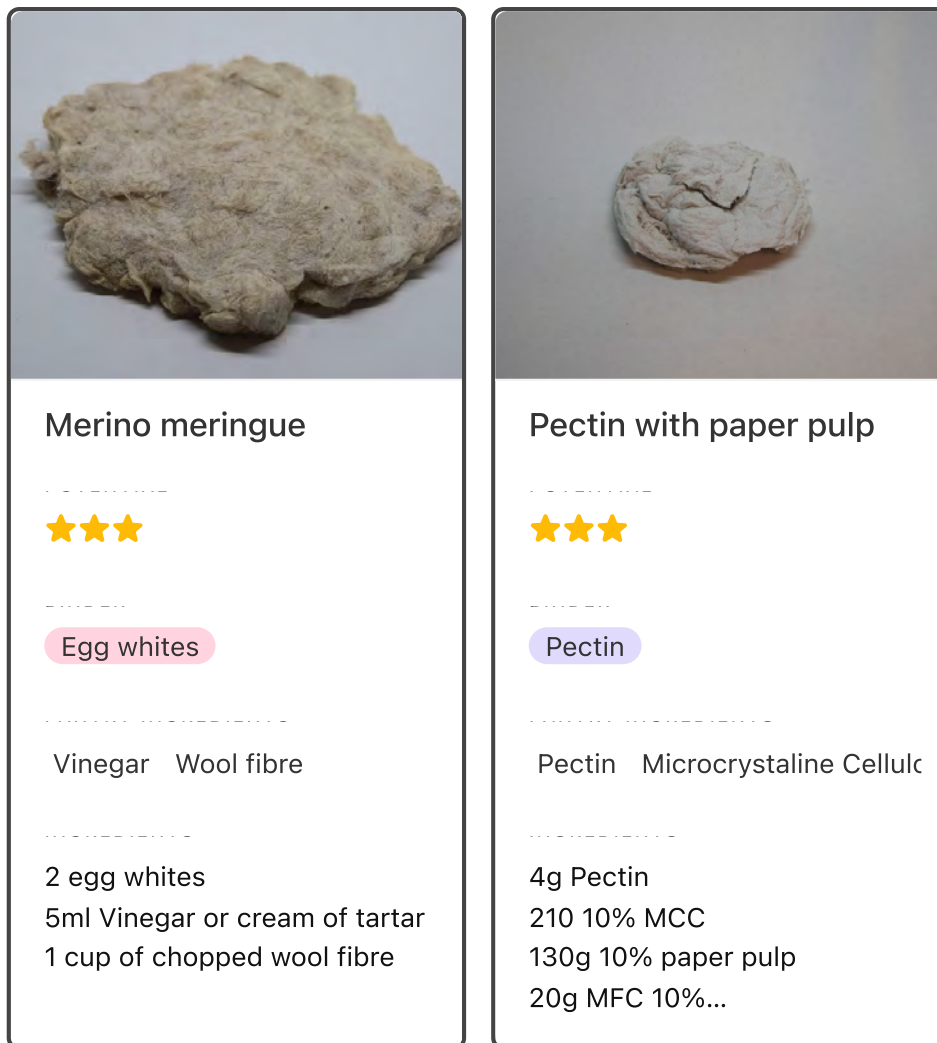 Merino meringue
Egg whites
Vinegar Wool fibre
2 egg whites
5ml Vinegar or cream of tartar
1 cup of chopped wool fibre
Pectin with paper pulp
Pectin
Pectin Microcrystaline
4g Pectin
210 10% MCC
130g 10% paper pulp
20g MFC 10%...